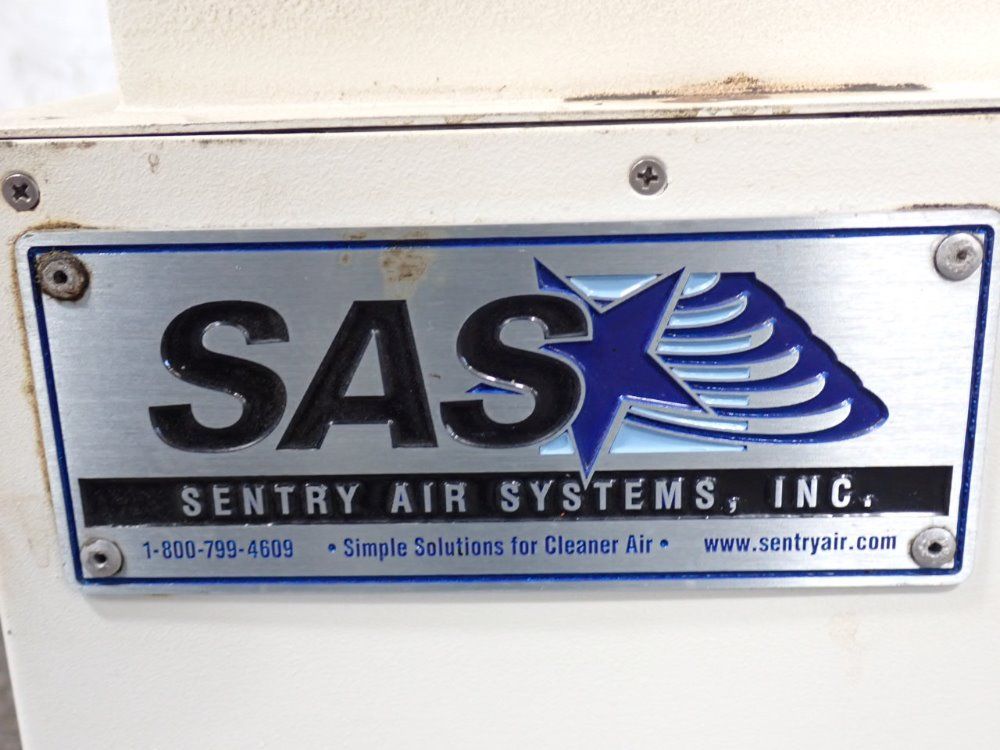 SAS
SENTRY AIR SYSTEMS, INC.
1-800-799-4609 • Simple Solutions for Cleaner Air • www.sentryair.com